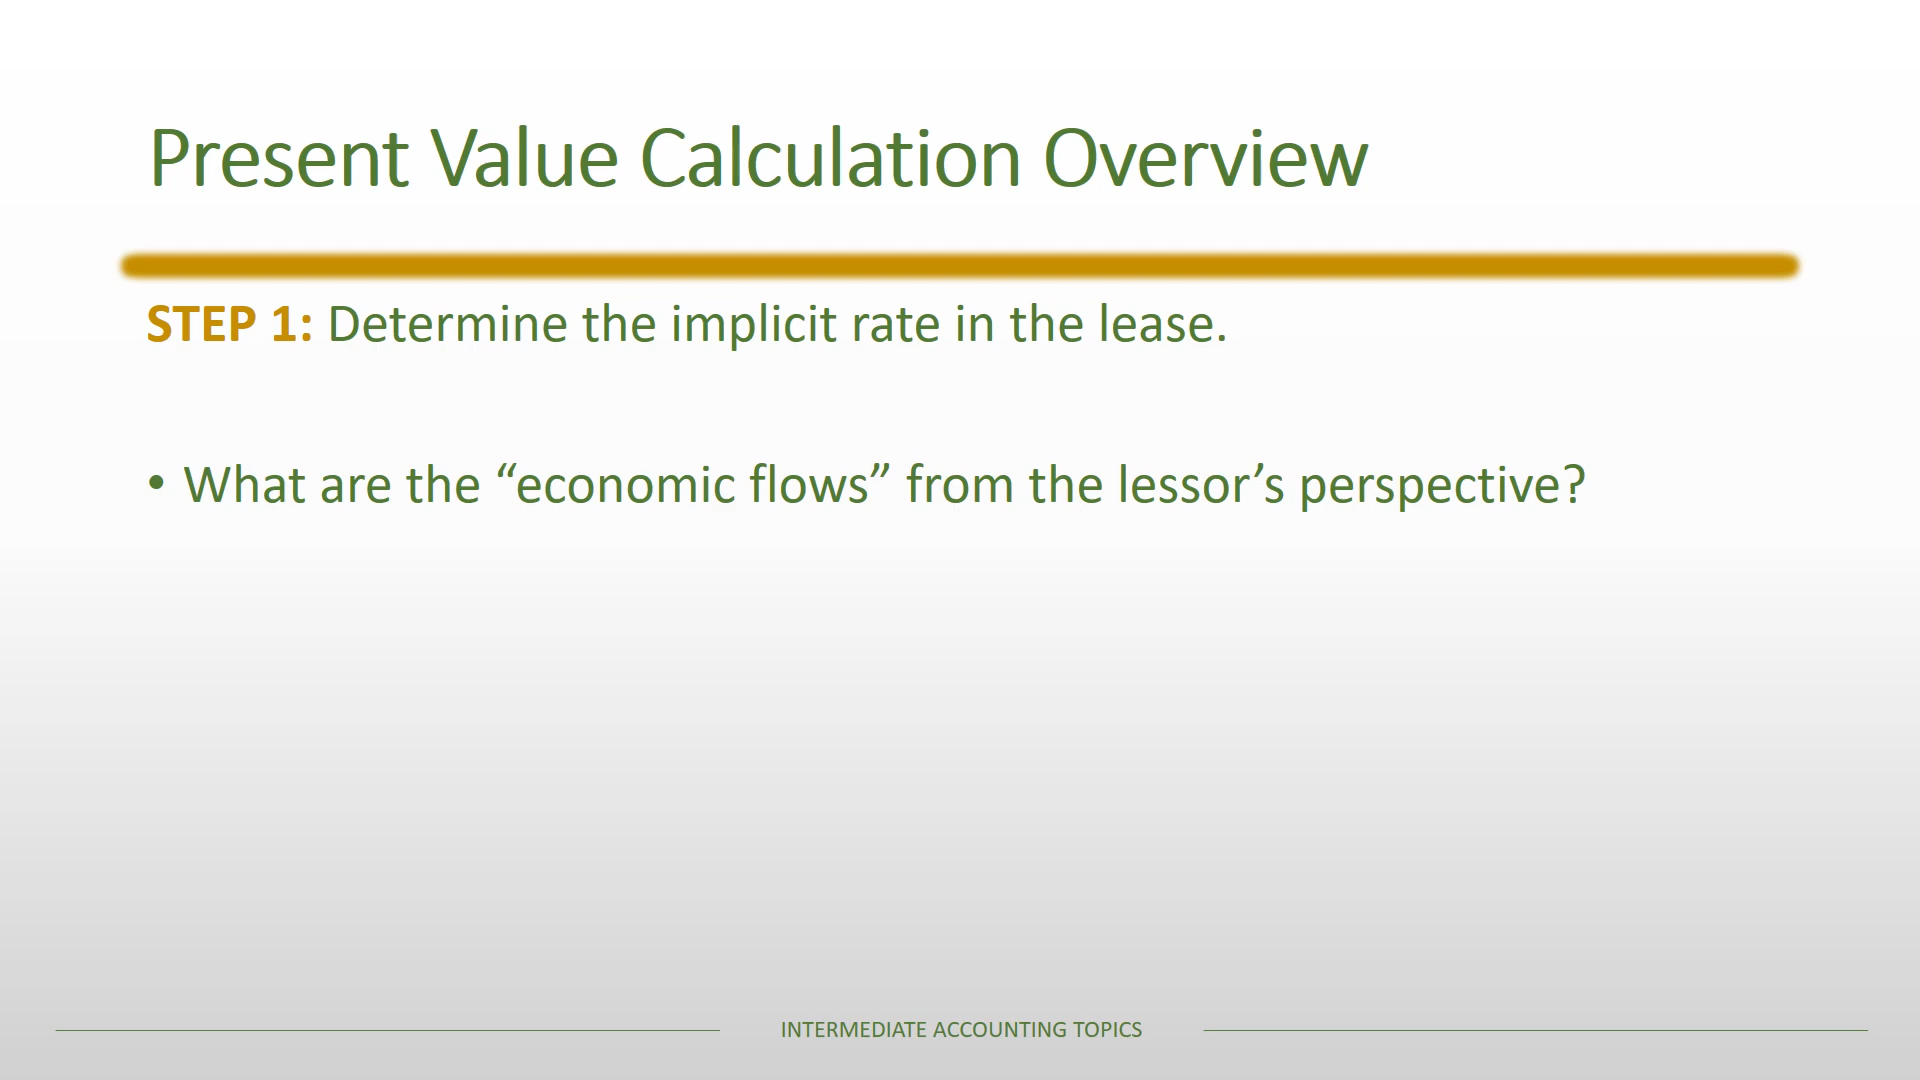 Present Value Calculation Overview
STEP 1: Determine the implicit rate in the lease.
• What are the “economic flows” from the lessor’s perspective?
INTERMEDIATE ACCOUNTING TOPICS